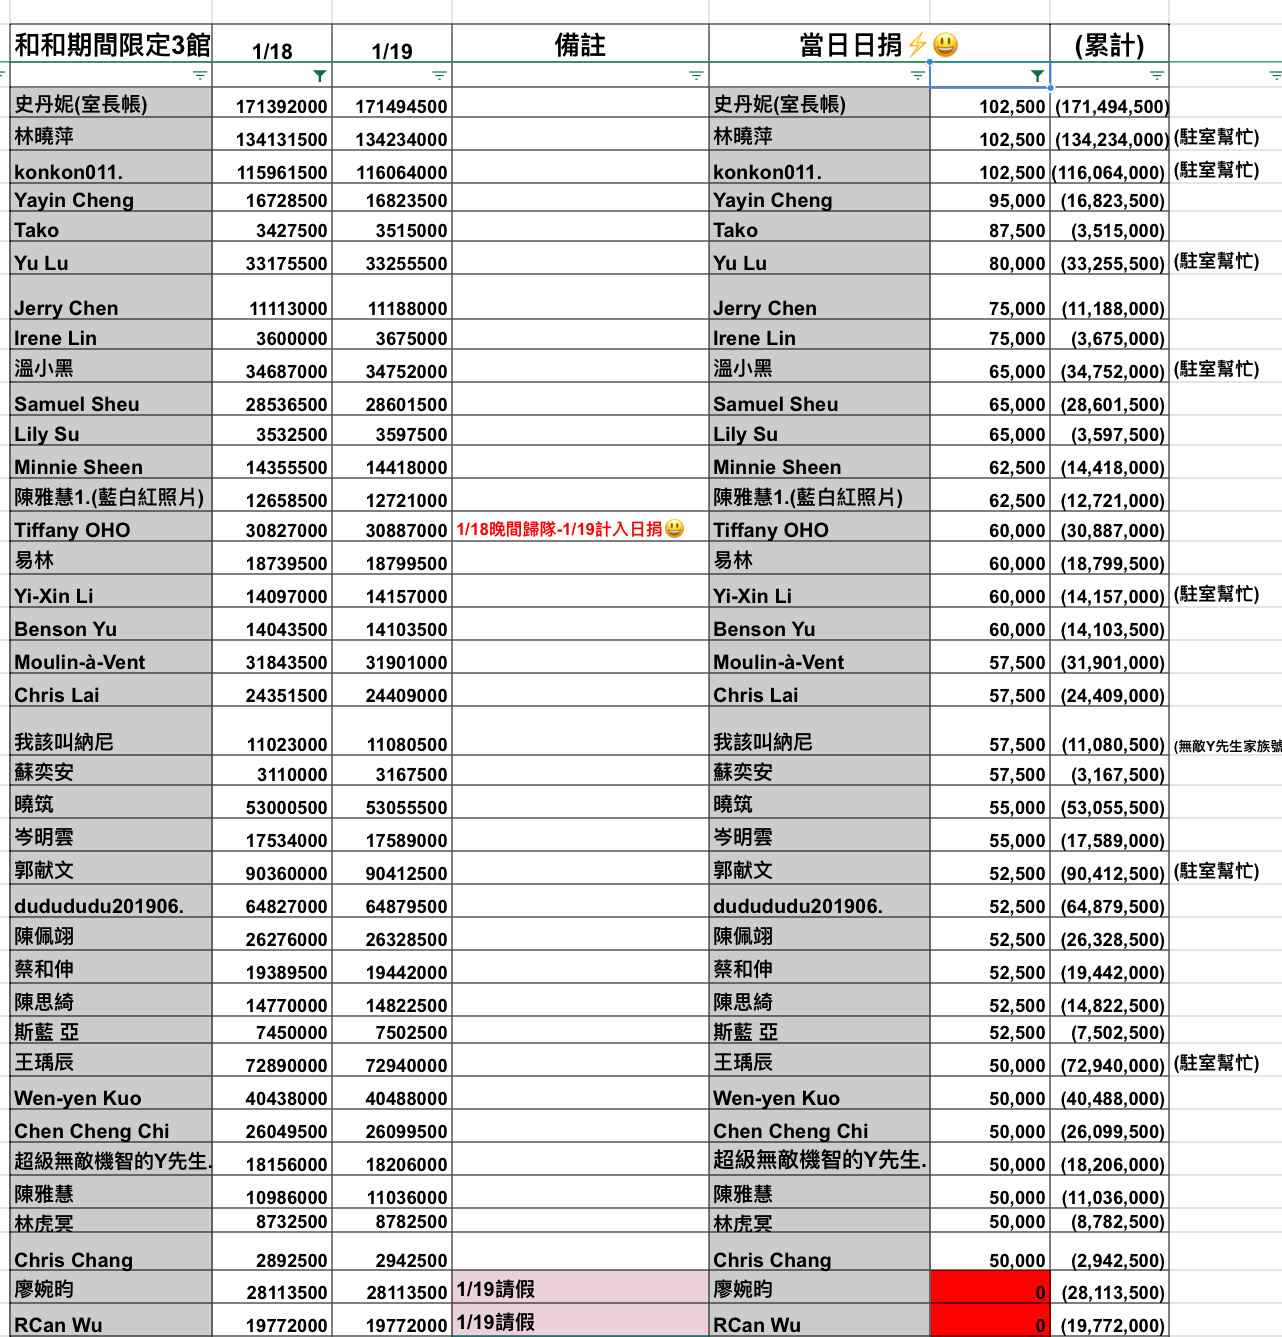 和和期間限定3館 1/18 1/19 備註 當日日捐⚡😃 (累計)
史丹妮(室長帳) 171392000 171494500 史丹妮(室長帳) 102,500 (171,494,500)
林曉萍 134131500 134234000 林曉萍 102,500 (134,234,000) (駐室幫忙)
konkon011. 115961500 116064000 konkon011. 102,500 (116,064,000) (駐室幫忙)
Yayin Cheng 16728500 16823500 Yayin Cheng 95,000 (16,823,500)
Tako 3427500 3515000 Tako 87,500 (3,515,000)
Yu Lu 33175500 33255500 Yu Lu 80,000 (33,255,500) (駐室幫忙)
Jerry Chen 11113000 11188000 Jerry Chen 75,000 (11,188,000)
Irene Lin 3600000 3675000 Irene Lin 75,000 (3,675,000)
溫小黑 34687000 34752000 溫小黑 65,000 (34,752,000) (駐室幫忙)
Samuel Sheu 28536500 28601500 Samuel Sheu 65,000 (28,601,500)
Lily Su 3532500 3597500 Lily Su 65,000 (3,597,500)
Minnie Sheen 14355500 14418000 Minnie Sheen 62,500 (14,418,000)
陳雅慧1.(藍白紅照片) 12658500 12721000 陳雅慧1.(藍白紅照片) 62,500 (12,721,000)
Tiffany OHO 30827000 30887000 1/18晚間歸隊-1/19計入日捐😃 Tiffany OHO 60,000 (30,887,000)
易林 18739500 18799500 易林 60,000 (18,799,500)
Yi-Xin Li 14097000 14157000 Yi-Xin Li 60,000 (14,157,000) (駐室幫忙)
Benson Yu 14043500 14103500 Benson Yu 60,000 (14,103,500)
Moulin-à-Vent 31843500 31901000 Moulin-à-Vent 57,500 (31,901,000)
Chris Lai 24351500 24409000 Chris Lai 57,500 (24,409,000)
我該叫納尼 11023000 11080500 我該叫納尼 57,500 (11,080,500) (無敵Y先生家族號
蘇奕安 3110000 3167500 蘇奕安 57,500 (3,167,500)
曉筑 53000500 53055500 曉筑 55,000 (53,055,500)
岑明雲 17534000 17589000 岑明雲 55,000 (17,589,000)
郭献文 90360000 90412500 郭献文 52,500 (90,412,500) (駐室幫忙)
dudududu201906. 64827000 64879500 dudududu201906. 52,500 (64,879,500)
陳佩翊 26276000 26328500 陳佩翊 52,500 (26,328,500)
蔡和伸 19389500 19442000 蔡和伸 52,500 (19,442,000)
陳思綺 14770000 14822500 陳思綺 52,500 (14,822,500)
斯藍 亞 7450000 7502500 斯藍 亞 52,500 (7,502,500)
王瑀辰 72890000 72940000 王瑀辰 50,000 (72,940,000) (駐室幫忙)
Wen-yen Kuo 40438000 40488000 Wen-yen Kuo 50,000 (40,488,000)
Chen Cheng Chi 26049500 26099500 Chen Cheng Chi 50,000 (26,099,500)
超級無敵機智的Y先生. 18156000 18206000 超級無敵機智的Y先生. 50,000 (18,206,000)
陳雅慧 10986000 11036000 陳雅慧 50,000 (11,036,000)
林虎冥 8732500 8782500 林虎冥 50,000 (8,782,500)
Chris Chang 2892500 2942500 Chris Chang 50,000 (2,942,500)
廖婉昀 28113500 28113500 1/19請假 廖婉昀 0 (28,113,500)
RCan Wu 19772000 19772000 1/19請假 RCan Wu 0 (19,772,000)